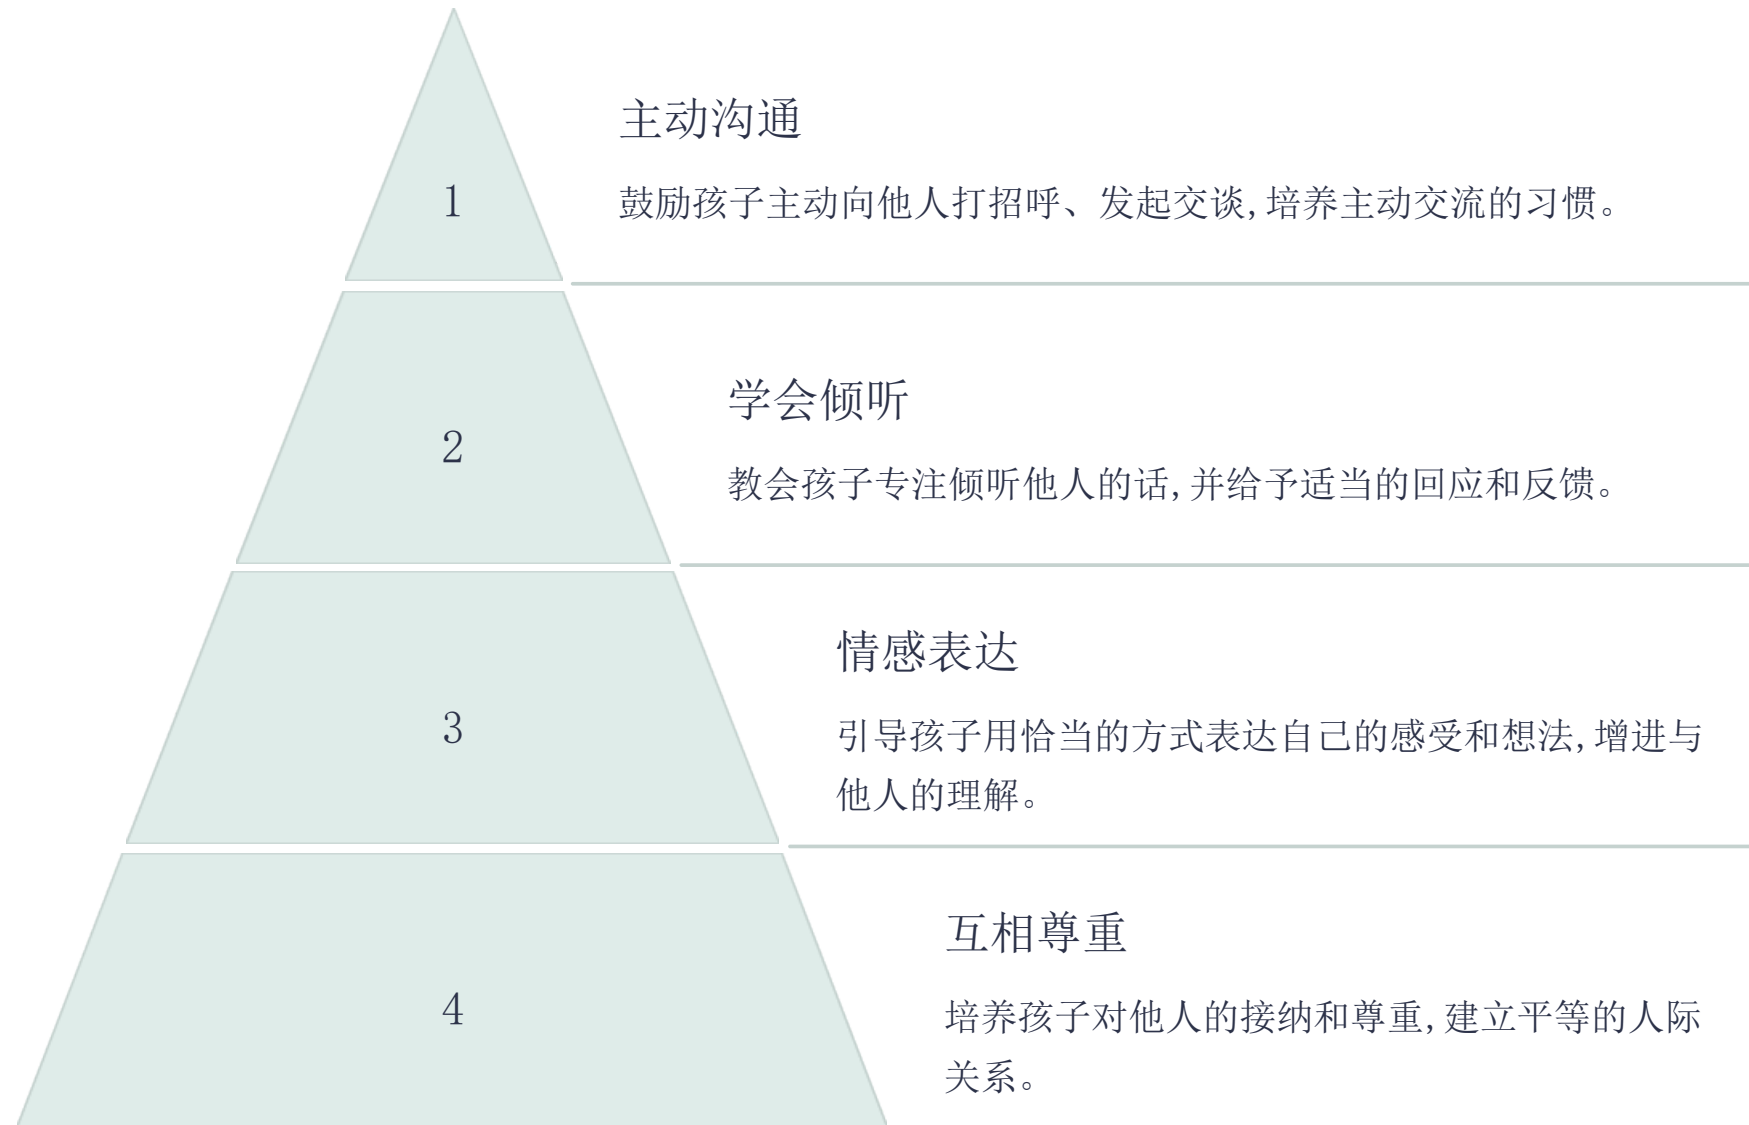 1
主动沟通
鼓励孩子主动向他人打招呼、发起交谈,培养主动交流的习惯。
2
学会倾听
教会孩子专注倾听他人的话,并给予适当的回应和反馈。
3
情感表达
引导孩子用恰当的方式表达自己的感受和想法,增进与
他人的理解。
4
互相尊重
培养孩子对他人的接纳和尊重,建立平等的人际
关系。